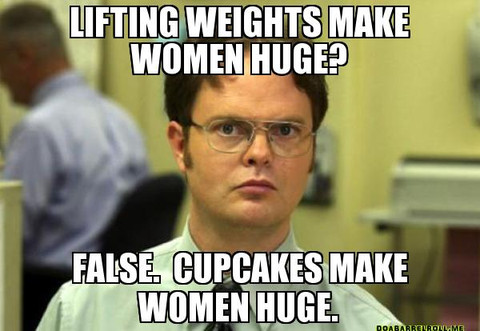 LIFTING WEIGHTS MAKE
WOMEN HUGE?
FALSE. CUPCAKES MAKE
WOMEN HUGE.
DOABARRELROLL.ME